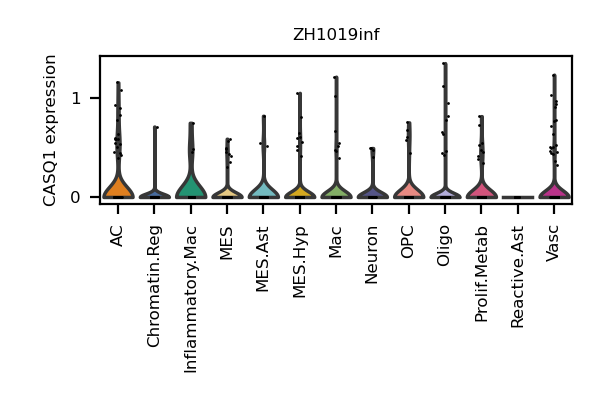 ZH1019inf
CASQ1 expression
1
0
AC
Chromatin.Reg
Inflammatory.Mac
MES
MES.Ast
MES.Hyp
Mac
Neuron
OPC
Oligo
Prolif.Metab
Reactive.Ast
Vasc